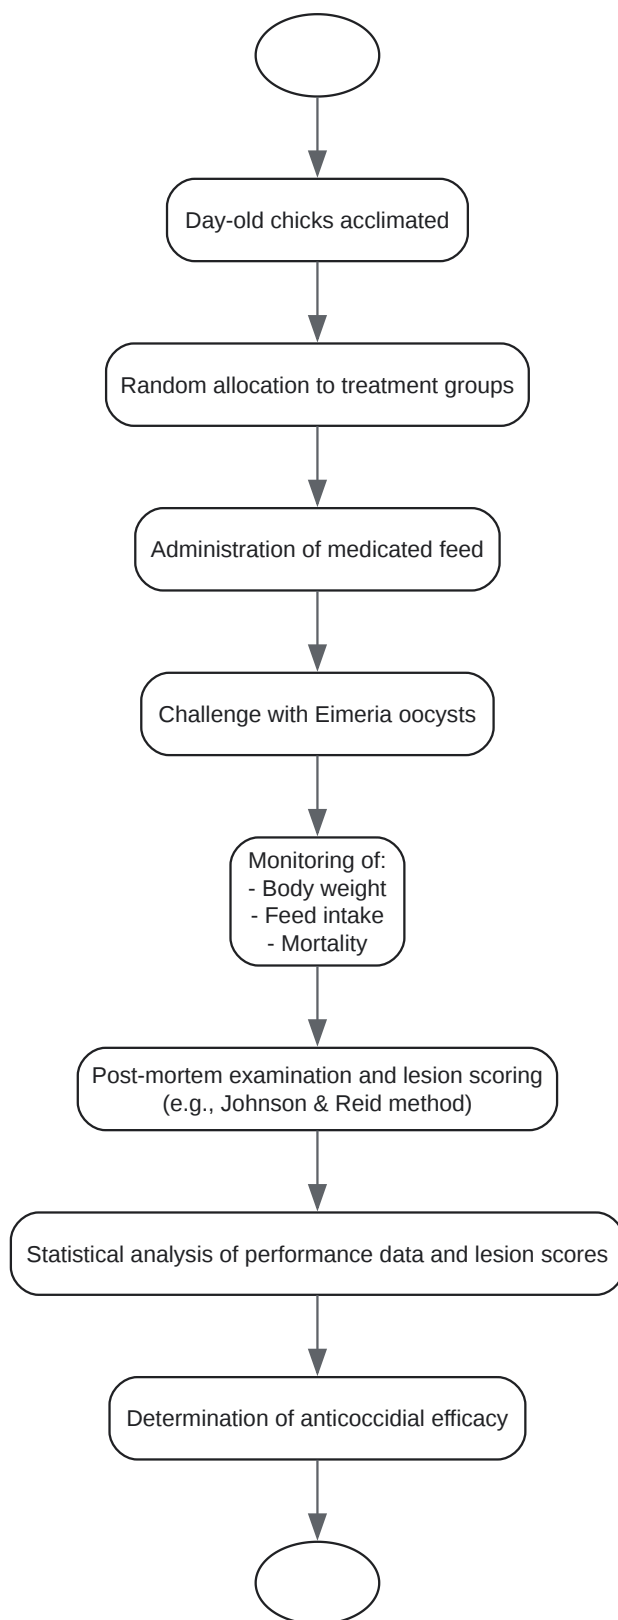 Day-old chicks acclimated
Random allocation to treatment groups
Administration of medicated feed
Challenge with Eimeria oocysts
Monitoring of:
- Body weight
- Feed intake
- Mortality
Post-mortem examination and lesion scoring
(e.g., Johnson & Reid method)
Statistical analysis of performance data and lesion scores
Determination of anticoccidial efficacy